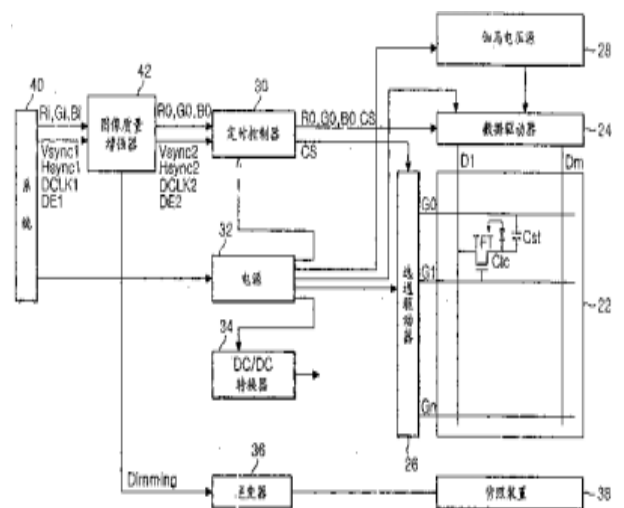 40
42
30
28
Ri,Gi,Bi
图像质量
增强器
R0,G0,B0
定时控制器
R0,G0,B0 CS
CS
伽马电压源
数据驱动器
24
Vsync1
Hsync1
DCLK1
DE1
Vsync2
Hsync2
DCLK2
DE2
系统
D1
Dm
G0
TFT
Cst
Clc
G1
32
电源
选通驱动器
22
34
DC/DC
转换器
Gn
26
Dimming
36
逆变器
背照装置
38